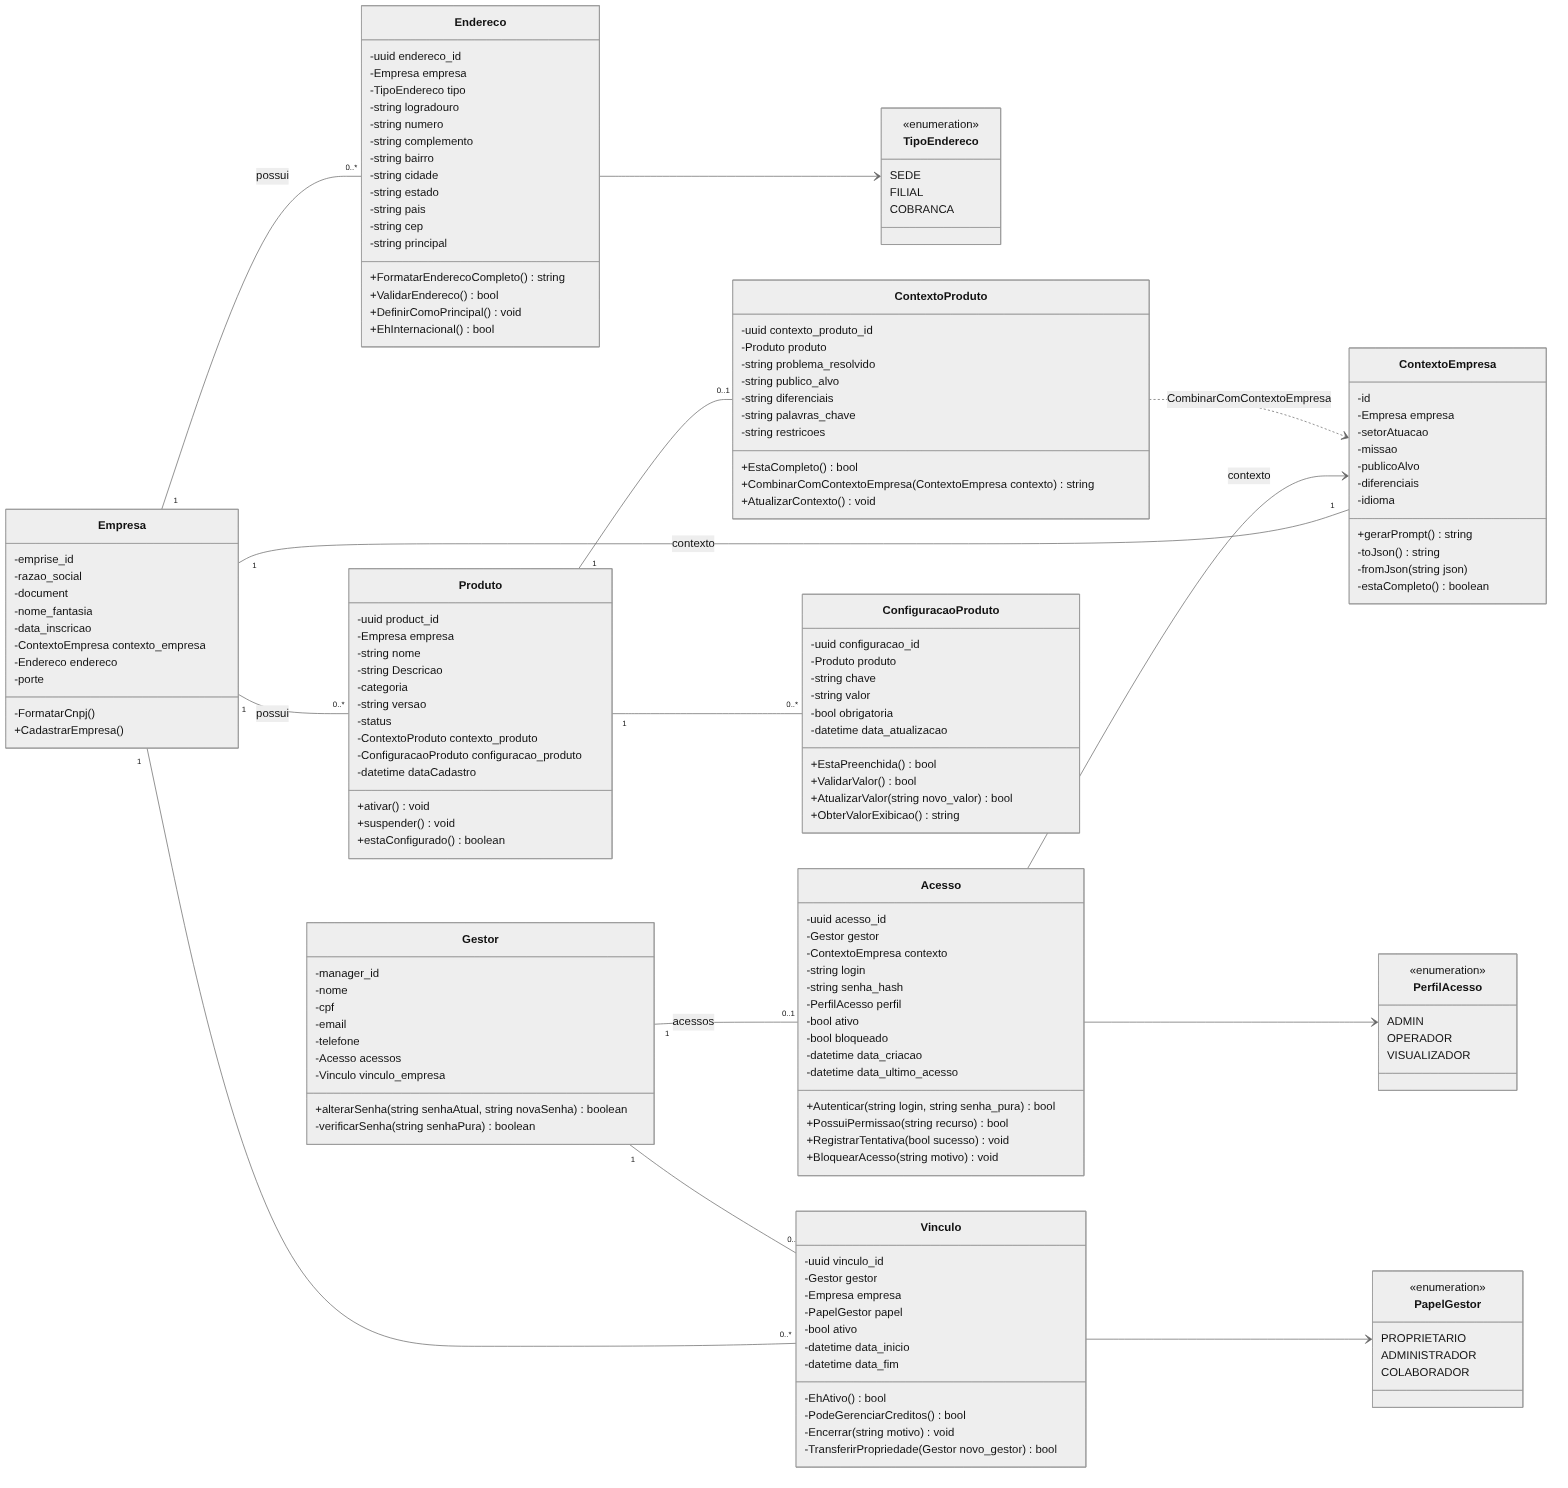 Endereco
-uuid endereco_id
-Empresa empresa
-TipoEndereco tipo
-string logradouro
-string numero
-string complemento
-string bairro
-string cidade
-string estado
-string pais
-string cep
-string principal
+FormatarEnderecoCompleto() : string
+ValidarEndereco() : bool
+DefinirComoPrincipal() : void
+EhInternacional() : bool
«enumeration»
TipoEndereco
SEDE
FILIAL
COBRANCA
possui
0..*
1
ContextoProduto
-uuid contexto_produto_id
-Produto produto
-string problema_resolvido
-string publico_alvo
-string diferenciais
-string palavras_chave
-string restricoes
+EstaCompleto() : bool
+CombinarComContextoEmpresa(ContextoEmpresa contexto) : string
+AtualizarContexto() : void
0..1
1
CombinarComContextoEmpresa
ContextoEmpresa
-id
-Empresa empresa
-setorAtuacao
-missao
-publicoAlvo
-diferenciais
-idioma
+gerarPrompt() : string
-toJson() : string
-fromJson(string json)
-estaCompleto() : boolean
contexto
1
contexto
1
Empresa
-emprise_id
-razao_social
-document
-nome_fantasia
-data_inscricao
-ContextoEmpresa contexto_empresa
-Endereco endereco
-porte
-FormatarCnpj()
+CadastrarEmpresa()
1
possui
0..*
1
Produto
-uuid product_id
-Empresa empresa
-string nome
-string Descricao
-categoria
-string versao
-status
-ContextoProduto contexto_produto
-ConfiguracaoProduto configuracao_produto
-datetime dataCadastro
+ativar() : void
+suspender() : void
+estaConfigurado() : boolean
1
0..*
ConfiguracaoProduto
-uuid configuracao_id
-Produto produto
-string chave
-string valor
-bool obrigatoria
-datetime data_atualizacao
+EstaPreenchida() : bool
+ValidarValor() : bool
+AtualizarValor(string novo_valor) : bool
+ObterValorExibicao() : string
Gestor
-manager_id
-nome
-cpf
-email
-telefone
-Acesso acessos
-Vinculo vinculo_empresa
+alterarSenha(string senhaAtual, string novaSenha) : boolean
-verificarSenha(string senhaPura) : boolean
1
acessos
0..1
1
Acesso
-uuid acesso_id
-Gestor gestor
-ContextoEmpresa contexto
-string login
-string senha_hash
-PerfilAcesso perfil
-bool ativo
-bool bloqueado
-datetime data_criacao
-datetime data_ultimo_acesso
+Autenticar(string login, string senha_pura) : bool
+PossuiPermissao(string recurso) : bool
+RegistrarTentativa(bool sucesso) : void
+BloquearAcesso(string motivo) : void
«enumeration»
PerfilAcesso
ADMIN
OPERADOR
VISUALIZADOR
0..
0..*
Vinculo
-uuid vinculo_id
-Gestor gestor
-Empresa empresa
-PapelGestor papel
-bool ativo
-datetime data_inicio
-datetime data_fim
-EhAtivo() : bool
-PodeGerenciarCreditos() : bool
-Encerrar(string motivo) : void
-TransferirPropriedade(Gestor novo_gestor) : bool
«enumeration»
PapelGestor
PROPRIETARIO
ADMINISTRADOR
COLABORADOR